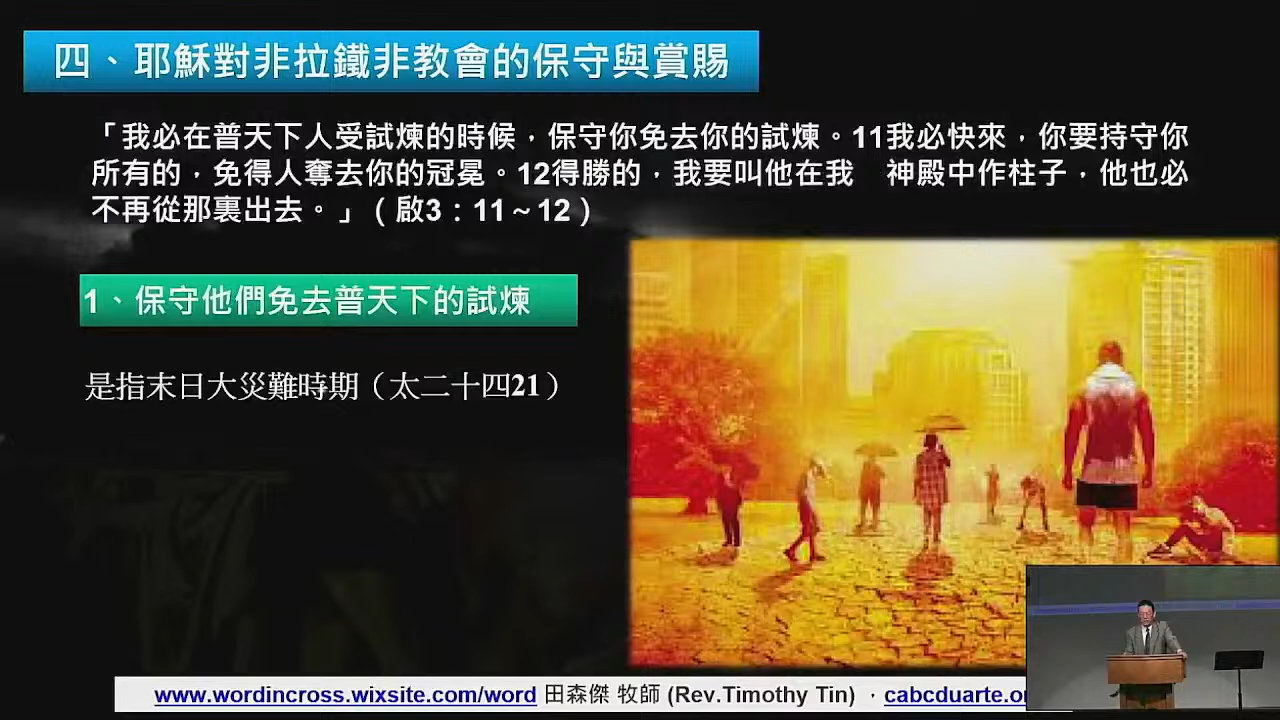 四、耶穌對非拉鐵非教會的保守與賞賜
「我必在普天下人受試煉的時候，保守你免去你的試煉。11我必快來，你要持守你
所有的，免得人奪去你的冠冕。12得勝的，我要叫他在我　神殿中作柱子，他也必
不再從那裏出去。」（啟3：11～12）
1、保守他們免去普天下的試煉
是指末日大災難時期（太二十四21）
www.wordincross.wixsite.com/word 田森傑 牧師 (Rev.Timothy Tin) ，cabcduarte.or